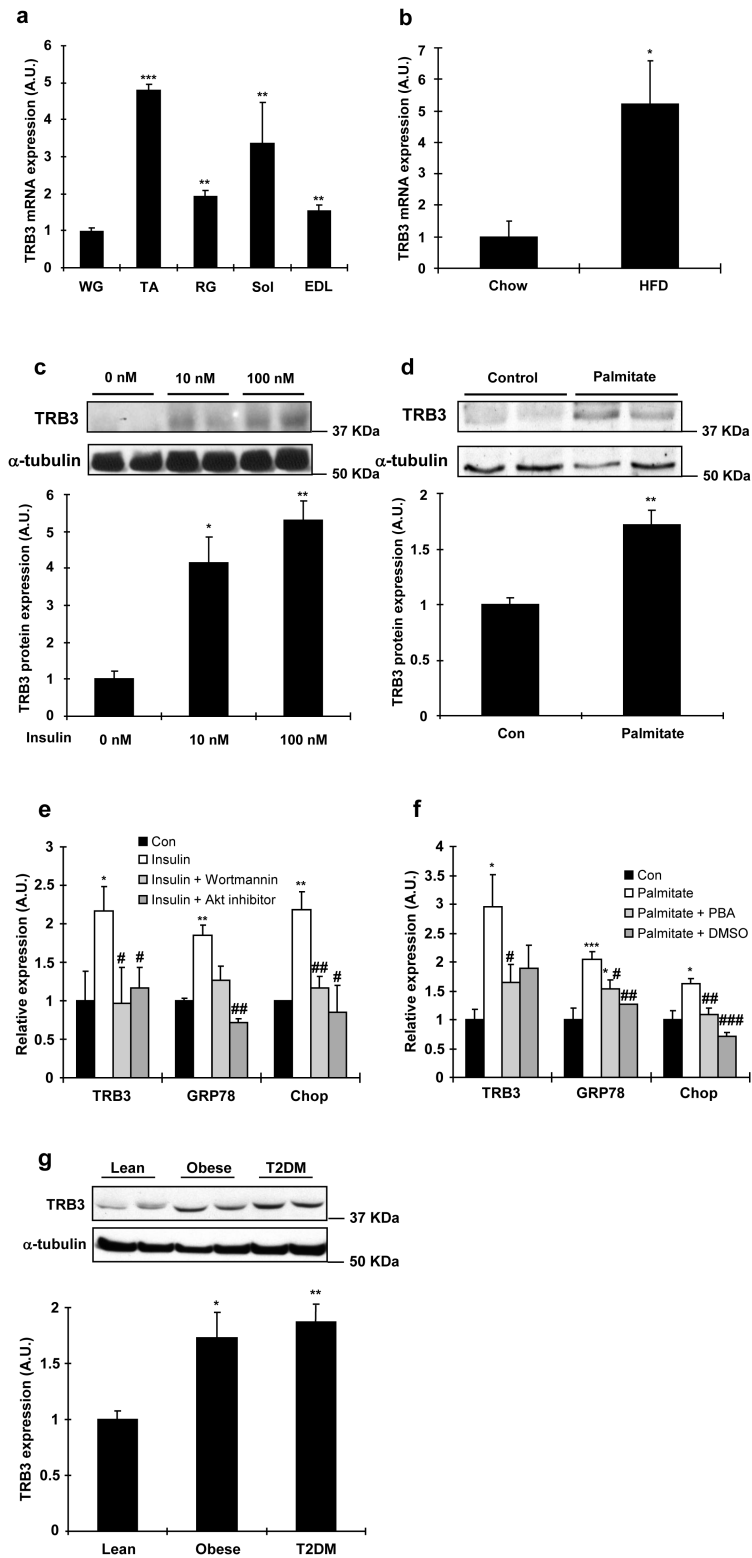 a
TRB3 mRNA expression (A.U.)
6
5
4
3
2
1
0
***
**
**
**
WG TA RG Sol EDL
b
TRB3 mRNA expression (A.U.)
7
6
5
4
3
2
1
0
*
Chow HFD
c
0 nM 10 nM 100 nM
TRB3
37 KDa
α-tubulin
50 KDa
TRB3 protein expression (A.U.)
6
5
4
3
2
1
0
*
**
Insulin 0 nM 10 nM 100 nM
d
Control Palmitate
TRB3
37 KDa
α-tubulin
50 KDa
TRB3 protein expression (A.U.)
2
1.5
1
0.5
0
**
Con Palmitate
e
Relative expression (A.U.)
3
2.5
2
1.5
1
0.5
0
Con
Insulin
Insulin + Wortmannin
Insulin + Akt inhibitor
* # #
** ##
** ## #
TRB3 GRP78 Chop
f
Relative expression (A.U.)
4
3.5
3
2.5
2
1.5
1
0.5
0
Con
Palmitate
Palmitate + PBA
Palmitate + DMSO
* #
*** * # ##
* ## ###
TRB3 GRP78 Chop
g
Lean Obese T2DM
TRB3
37 KDa
α-tubulin
50 KDa
TRB3 expression (A.U.)
2
1.5
1
0.5
0
*
**
Lean Obese T2DM